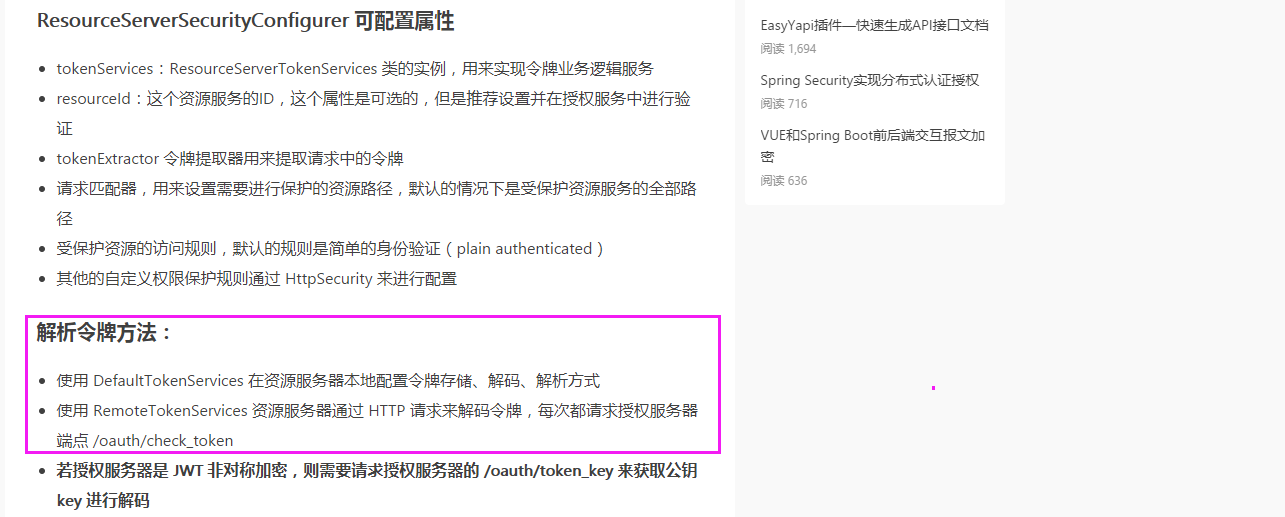 ResourceServerSecurityConfigurer 可配置属性
tokenServices：ResourceServerTokenServices 类的实例，用来实现令牌业务逻辑服务
resourceId：这个资源服务的ID，这个属性是可选的，但是推荐设置并在授权服务中进行验
证
tokenExtractor 令牌提取器用来提取请求中的令牌
请求匹配器，用来设置需要进行保护的资源路径，默认的情况下是受保护资源服务的全部路
径
受保护资源的访问规则，默认的规则是简单的身份验证（plain authenticated）
其他的自定义权限保护规则通过 HttpSecurity 来进行配置
解析令牌方法：
使用 DefaultTokenServices 在资源服务器本地配置令牌存储、解码、解析方式
使用 RemoteTokenServices 资源服务器通过 HTTP 请求来解码令牌，每次都请求授权服务器
端点 /oauth/check_token
若授权服务器是 JWT 非对称加密，则需要请求授权服务器的 /oauth/token_key 来获取公钥
key 进行解码
EasyYapi插件—快速生成API接口文档
阅读 1,694
Spring Security实现分布式认证授权
阅读 716
VUE和Spring Boot前后端交互报文加
密
阅读 636